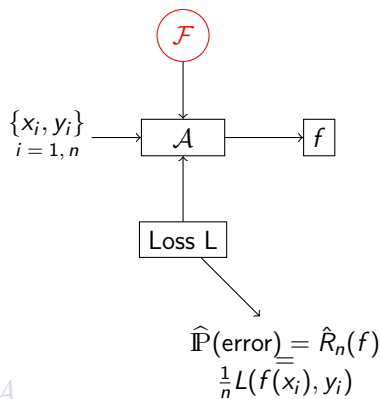 ℱ
{xᵢ, yᵢ}
i = 1, n
𝒜
f
Loss L
ℙ̂(error) = R̂ₙ(f)
=
1/n L(f(xᵢ), yᵢ)
A